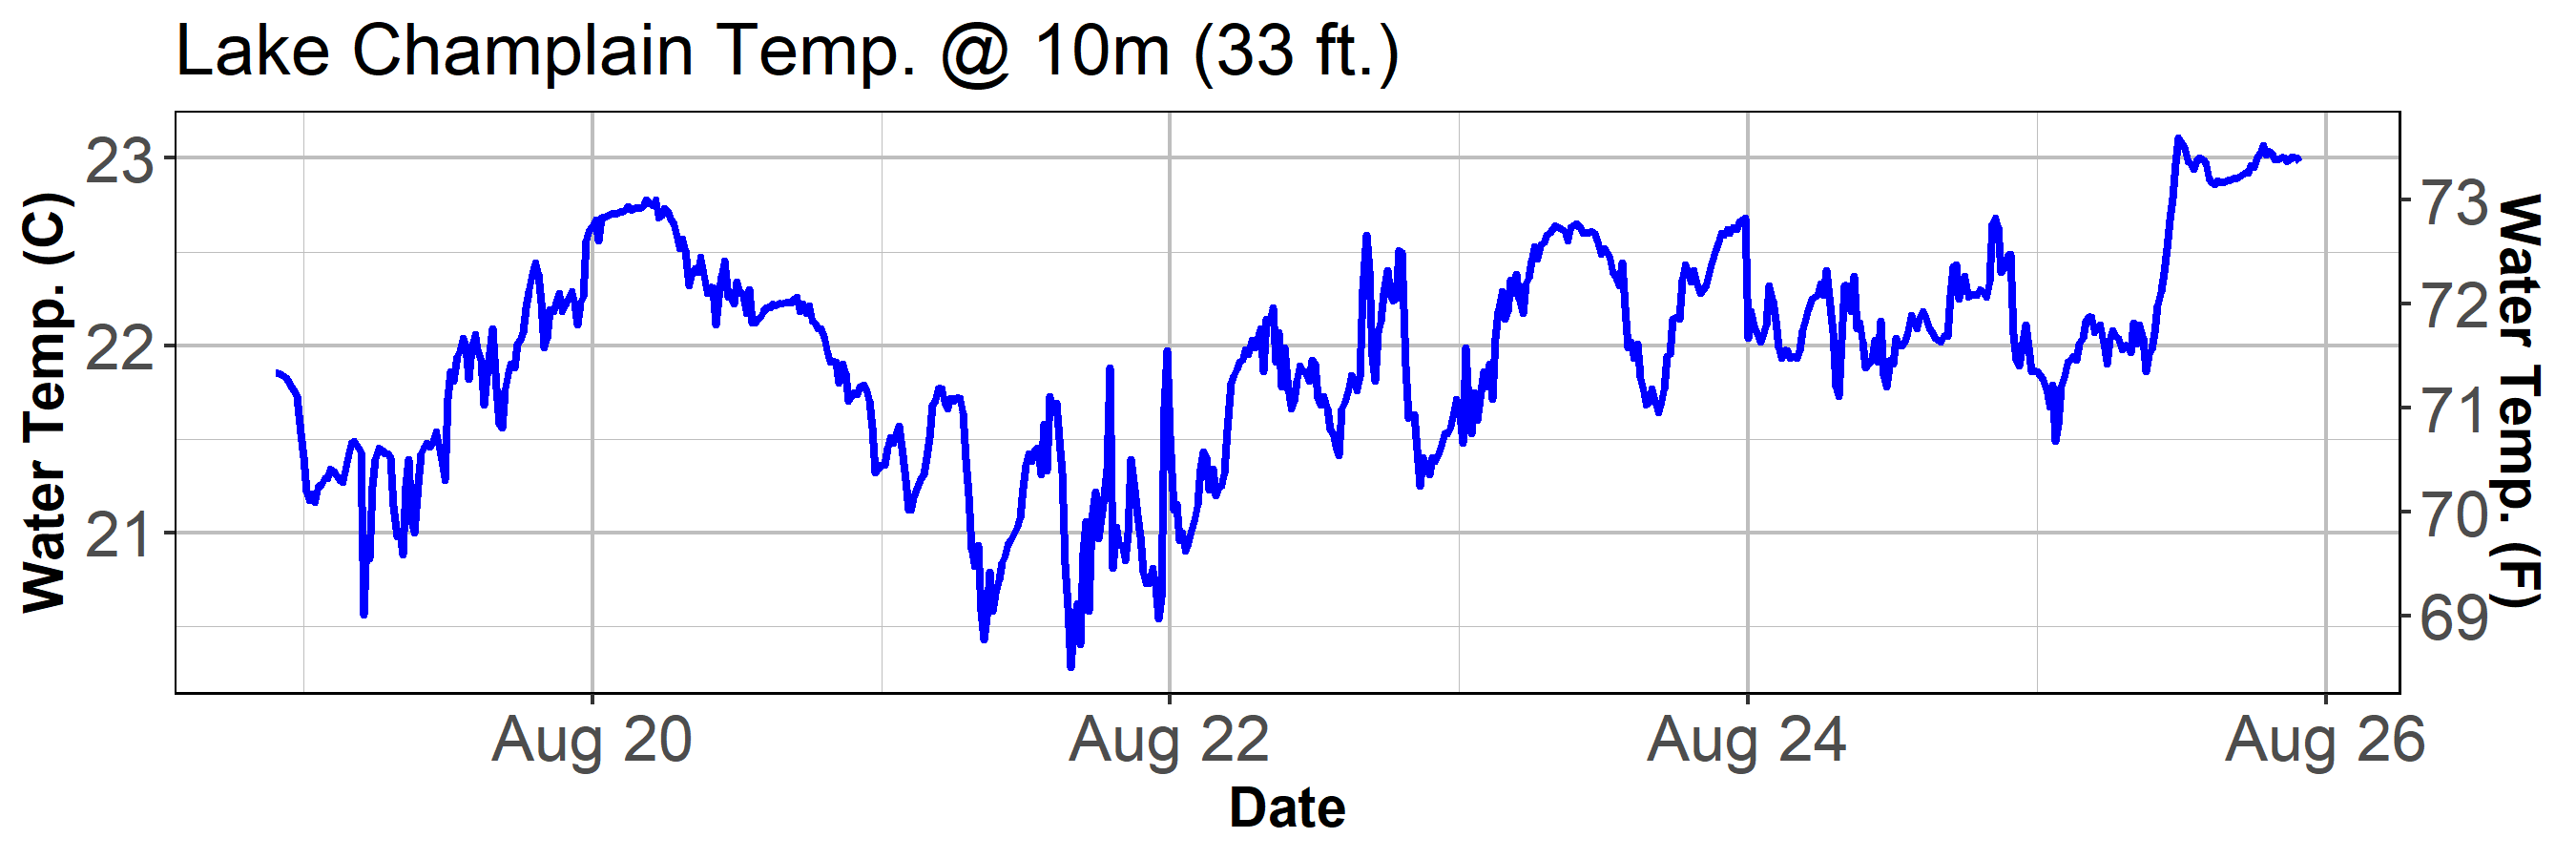 Lake Champlain Temp. @ 10m (33 ft.)
Water Temp. (C)
23
22
21
73
72
71
70
69
Water Temp. (F)
Aug 20
Aug 22
Aug 24
Aug 26
Date